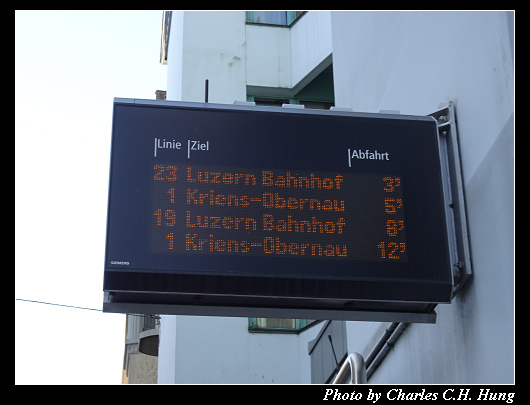 Linie Ziel Abfahrt
23 Luzern Bahnhof 3'
1 Kriens-Obernau 5'
19 Luzern Bahnhof 8'
1 Kriens-Obernau 12'
SIEMENS
Photo by Charles C.H. Hung